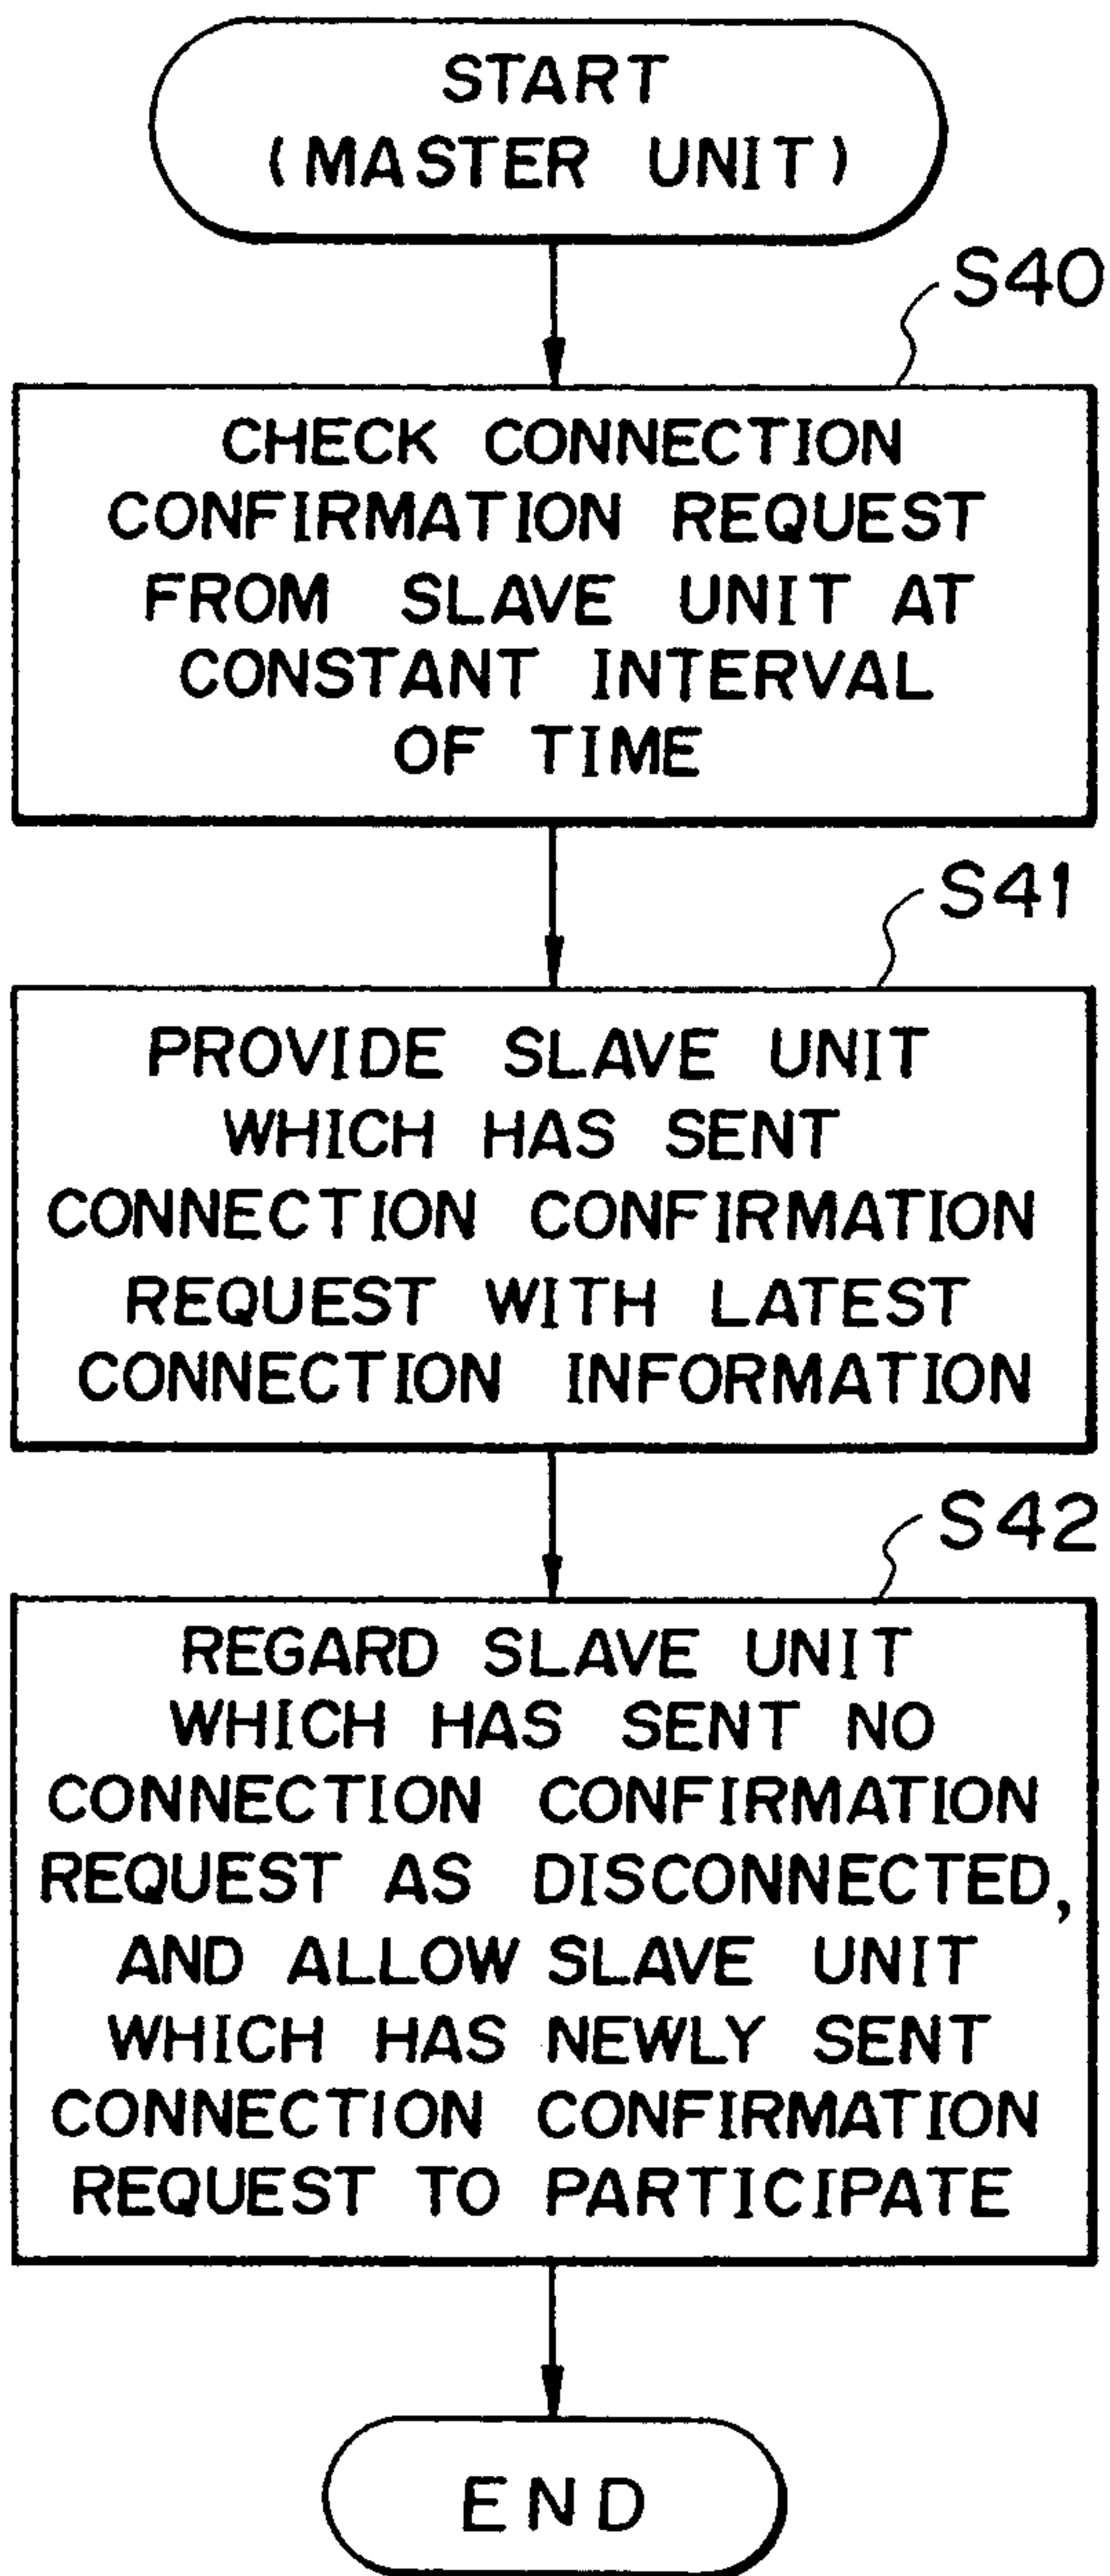 START
(MASTER UNIT)
S40
CHECK CONNECTION
CONFIRMATION REQUEST
FROM SLAVE UNIT AT
CONSTANT INTERVAL
OF TIME
S41
PROVIDE SLAVE UNIT
WHICH HAS SENT
CONNECTION CONFIRMATION
REQUEST WITH LATEST
CONNECTION INFORMATION
S42
REGARD SLAVE UNIT
WHICH HAS SENT NO
CONNECTION CONFIRMATION
REQUEST AS DISCONNECTED,
AND ALLOW SLAVE UNIT
WHICH HAS NEWLY SENT
CONNECTION CONFIRMATION
REQUEST TO PARTICIPATE
END